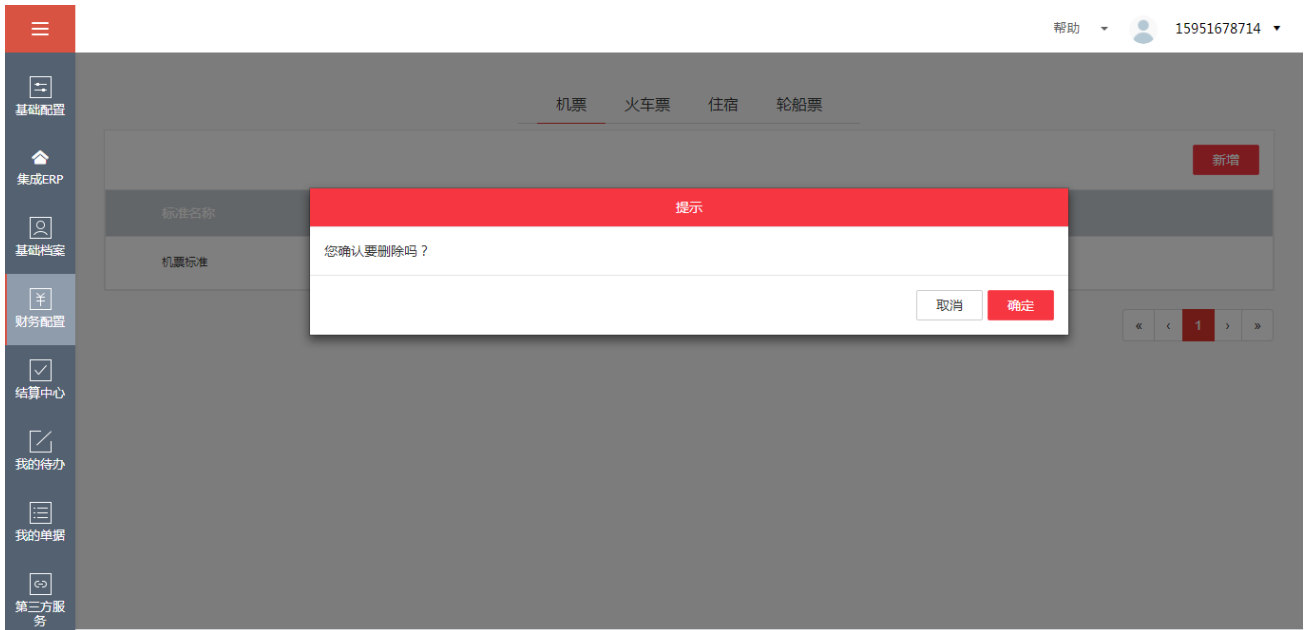 帮助
15951678714
基础配置
集成ERP
基础档案
财务配置
结算中心
我的待办
我的单据
第三方服
务
机票 火车票 住宿 轮船票
新增
标准名称
机票标准
提示
您确认要删除吗？
取消 确定
« ‹ 1 › »